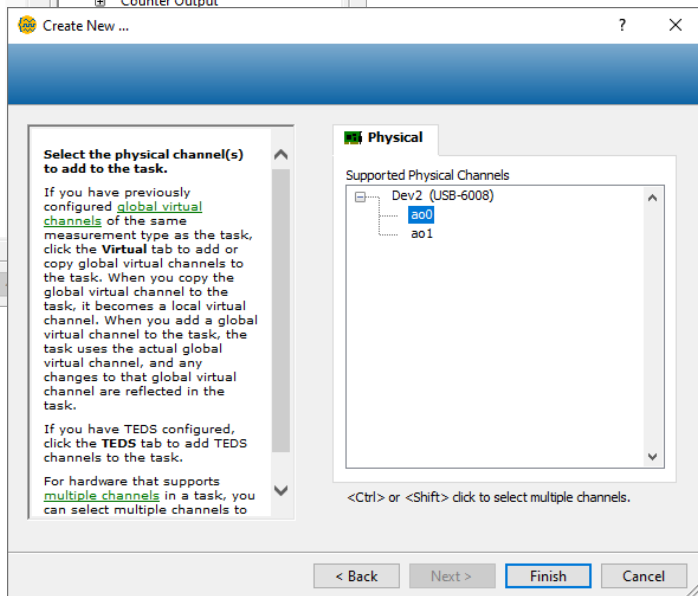 Counter Output
Create New ...
?
Select the physical channel(s)
to add to the task.
If you have previously
configured global virtual
channels of the same
measurement type as the task,
click the Virtual tab to add or
copy global virtual channels to
the task. When you copy the
global virtual channel to the
task, it becomes a local virtual
channel. When you add a global
virtual channel to the task, the
task uses the actual global
virtual channel, and any
changes to that global virtual
channel are reflected in the
task.
If you have TEDS configured,
click the TEDS tab to add TEDS
channels to the task.
For hardware that supports
multiple channels in a task, you
can select multiple channels to
Physical
Supported Physical Channels
Dev2 (USB-6008)
ao0
ao1
<Ctrl> or <Shift> click to select multiple channels.
< Back Next > Finish Cancel